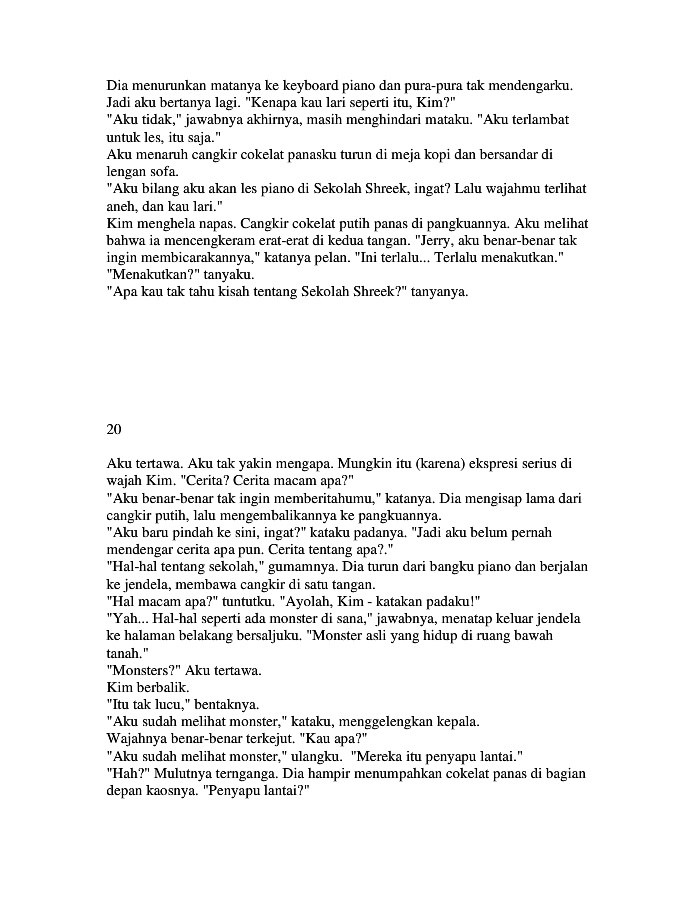 Dia menurunkan matanya ke keyboard piano dan pura-pura tak mendengarku.
Jadi aku bertanya lagi. "Kenapa kau lari seperti itu, Kim?"
"Aku tidak," jawabnya akhirnya, masih menghindari mataku. "Aku terlambat
untuk les, itu saja."
Aku menaruh cangkir cokelat panasku turun di meja kopi dan bersandar di
lengan sofa.
"Aku bilang aku akan les piano di Sekolah Shreek, ingat? Lalu wajahmu terlihat
aneh, dan kau lari."
Kim menghela napas. Cangkir cokelat putih panas di pangkuannya. Aku melihat
bahwa ia mencengkeram erat-erat di kedua tangan. "Jerry, aku benar-benar tak
ingin membicarakannya," katanya pelan. "Ini terlalu... Terlalu menakutkan."
"Menakutkan?" tanyaku.
"Apa kau tak tahu kisah tentang Sekolah Shreek?" tanyanya.
20
Aku tertawa. Aku tak yakin mengapa. Mungkin itu (karena) ekspresi serius di
wajah Kim. "Cerita? Cerita macam apa?"
"Aku benar-benar tak ingin memberitahumu," katanya. Dia mengisap lama dari
cangkir putih, lalu mengembalikannya ke pangkuannya.
"Aku baru pindah ke sini, ingat?" kataku padanya. "Jadi aku belum pernah
mendengar cerita apa pun. Cerita tentang apa?."
"Hal-hal tentang sekolah," gumamnya. Dia turun dari bangku piano dan berjalan
ke jendela, membawa cangkir di satu tangan.
"Hal macam apa?" tuntutku. "Ayolah, Kim - katakan padaku!"
"Yah... Hal-hal seperti ada monster di sana," jawabnya, menatap keluar jendela
ke halaman belakang bersaljuku. "Monster asli yang hidup di ruang bawah
tanah."
"Monsters?" Aku tertawa.
Kim berbalik.
"Itu tak lucu," bentaknya.
"Aku sudah melihat monster," kataku, menggelengkan kepala.
Wajahnya benar-benar terkejut. "Kau apa?"
"Aku sudah melihat monster," ulangku.  "Mereka itu penyapu lantai."
"Hah?" Mulutnya ternganga. Dia hampir menumpahkan cokelat panas di bagian
depan kaosnya. "Penyapu lantai?"